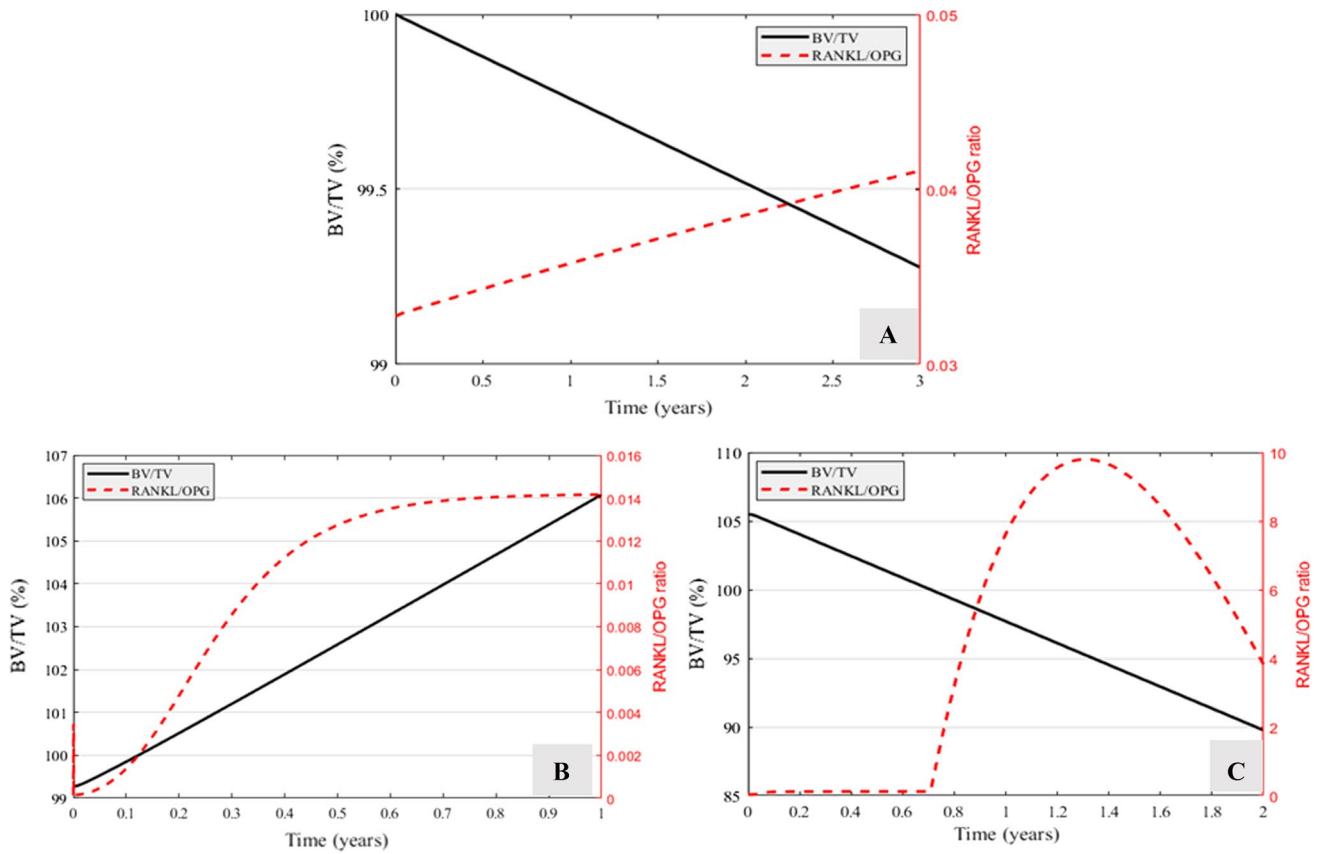 100
99.5
99
BV/TV (%)
BV/TV
RANKL/OPG
0.05
0.04
0.03
RANKL/OPG ratio
A
0 0.5 1 1.5 2 2.5 3
Time (years)
107
106
105
104
103
102
101
100
99
BV/TV (%)
BV/TV
RANKL/OPG
0.016
0.014
0.012
0.01
0.008
0.006
0.004
0.002
0
RANKL/OPG ratio
B
0 0.1 0.2 0.3 0.4 0.5 0.6 0.7 0.8 0.9 1
Time (years)
110
105
100
95
90
85
BV/TV (%)
BV/TV
RANKL/OPG
10
8
6
4
2
0
RANKL/OPG ratio
C
0 0.2 0.4 0.6 0.8 1 1.2 1.4 1.6 1.8 2
Time (years)